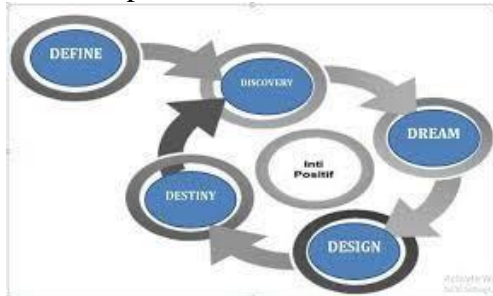 DEFINE
DISCOVERY
DREAM
Inti
Positif
DESTINY
DESIGN